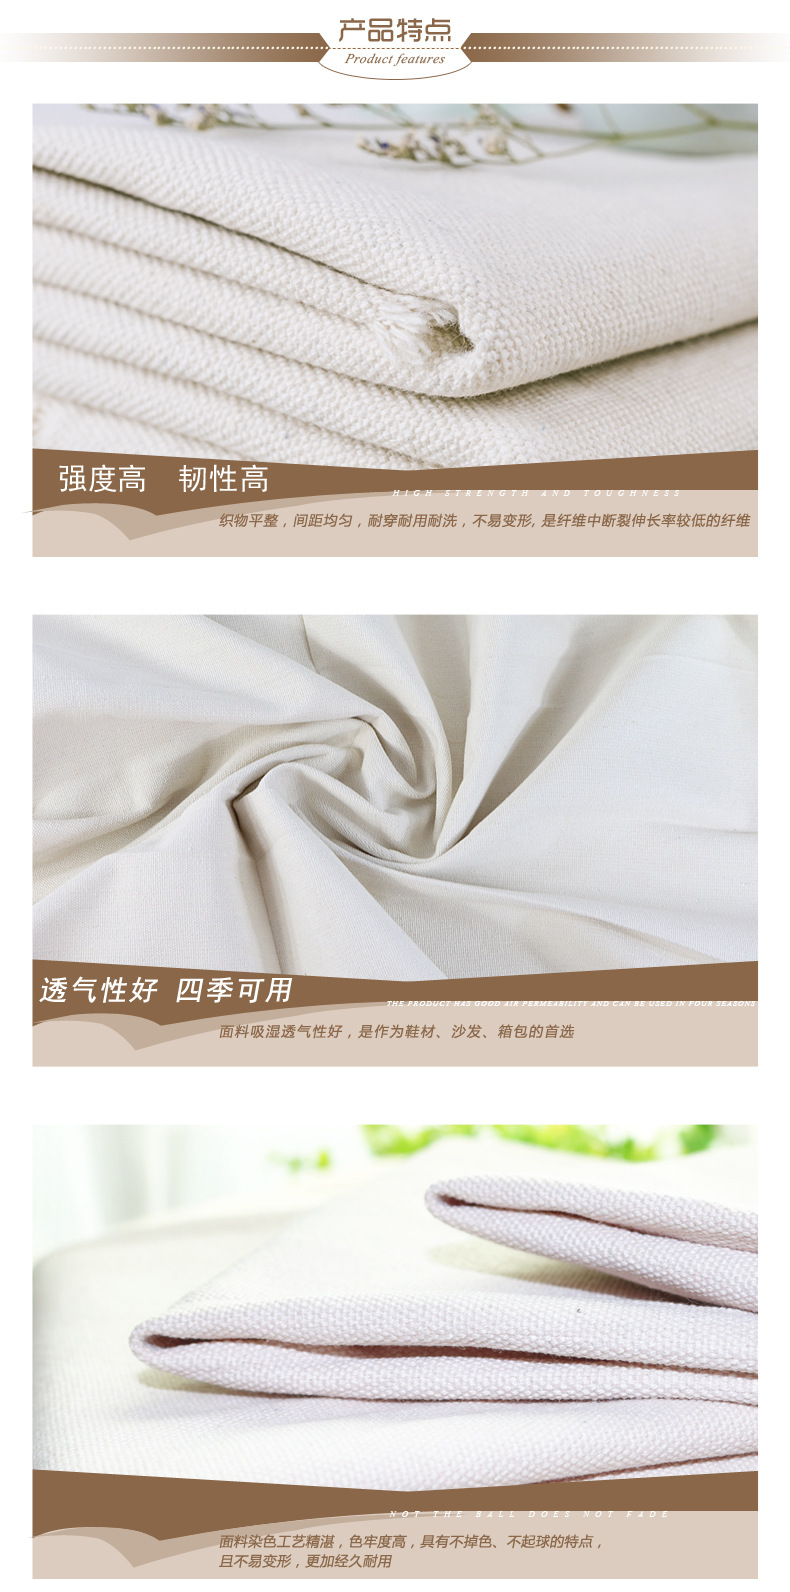 产品特点
Product features
强度高 韧性高
HIGH STRENGTH AND TOUGHNESS
织物平整，间距均匀，耐穿耐用耐洗，不易变形, 是纤维中断裂伸长率较低的纤维
透气性好 四季可用
THE PRODUCT HAS GOOD AIR PERMEABILITY AND CAN BE USED IN FOUR SEASONS
面料吸湿透气性好，是作为鞋材、沙发、箱包的首选
NOT THE BALL DOES NOT FADE
面料染色工艺精湛，色牢度高，具有不掉色、不起球的特点，
且不易变形，更加经久耐用